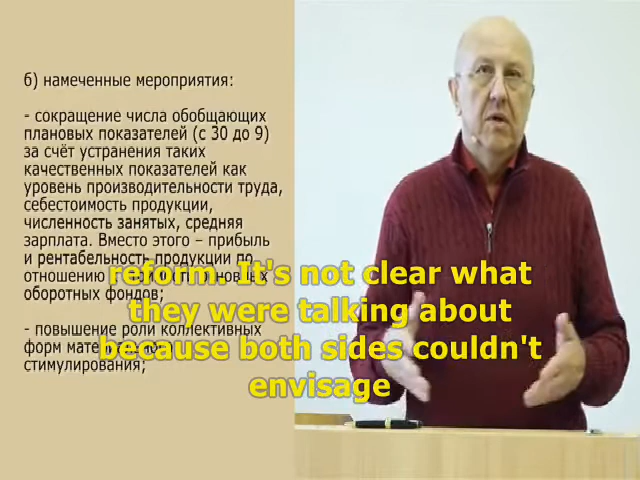 б) намеченные мероприятия:
- сокращение числа обобщающих
плановых показателей (с 30 до 9)
за счёт устранения таких
качественных показателей как
уровень производительности труда,
себестоимость продукции,
численность занятых, средняя
зарплата. Вместо этого – прибыль
и рентабельность продукции по
отношению
оборотных фондов;
- повышение роли коллективных
форм
стимулирования;
reform. It's not clear what
they were talking about
because both sides couldn't
envisage